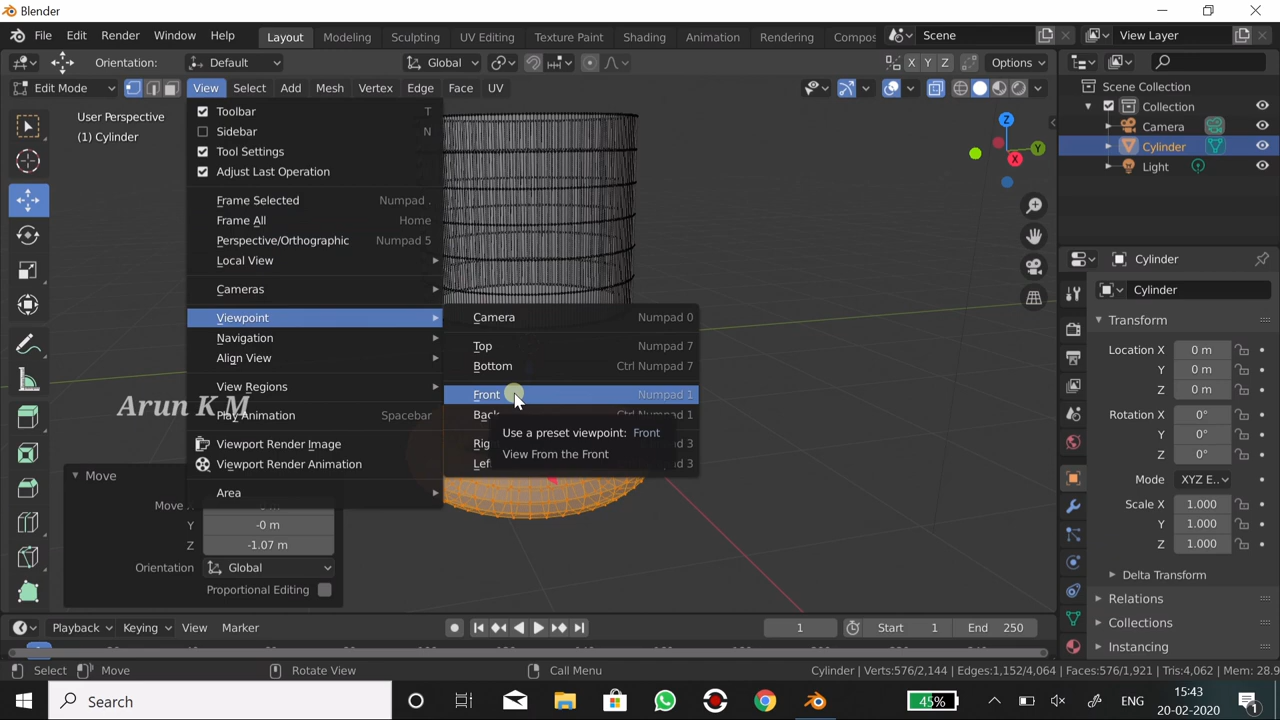 Blender
File Edit Render Window Help Layout Modeling Sculpting UV Editing Texture Paint Shading Animation Rendering Compos Scene View Layer
Orientation: Default Global X Y Z Options
Edit Mode View Select Add Mesh Vertex Edge Face UV
User Perspective
(1) Cylinder
Toolbar T
Sidebar N
Tool Settings
Adjust Last Operation
Frame Selected Numpad .
Frame All Home
Perspective/Orthographic Numpad 5
Local View
Cameras
Viewpoint
Navigation
Align View
View Regions
Play Animation Spacebar
Viewport Render Image
Viewport Render Animation
Area
Camera Numpad 0
Top Numpad 7
Bottom Ctrl Numpad 7
Front Numpad 1
Back Ctrl Numpad 1
Use a preset viewpoint: Front
View From the Front
Rig d 3
Left d 3
Arun K M
Z
Y
X
Move
Move
Y -0 m
Z -1.07 m
Orientation Global
Proportional Editing
Scene Collection
Collection
Camera
Cylinder
Light
Cylinder
Cylinder
Transform
Location X 0 m
Y 0 m
Z 0 m
Rotation X 0°
Y 0°
Z 0°
Mode XYZ E..
Scale X 1.000
Y 1.000
Z 1.000
Delta Transform
Relations
Collections
Instancing
Playback Keying View Marker 1 Start 1 End 250
Select Move Rotate View Call Menu Cylinder | Verts:576/2,144 | Edges:1,152/4,064 | Faces:576/1,921 | Tris:4,062 | Mem: 28.9
Search 45% ENG 15:43
20-02-2020